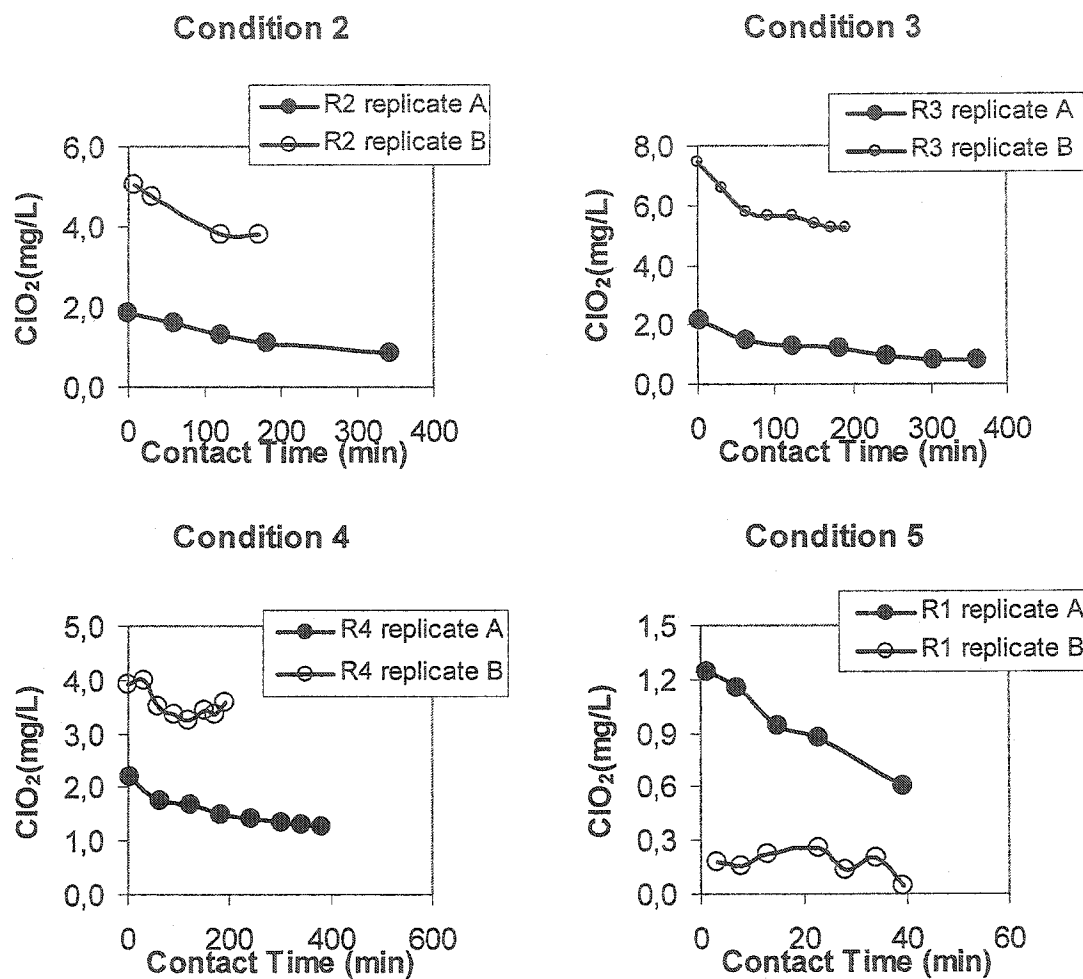 Condition 2
R2 replicate A
R2 replicate B
6,0
4,0
2,0
0,0
ClO₂(mg/L)
0 100 200 300 400
Contact Time (min)
Condition 3
R3 replicate A
R3 replicate B
8,0
6,0
4,0
2,0
0,0
ClO₂(mg/L)
0 100 200 300 400
Contact Time (min)
Condition 4
R4 replicate A
R4 replicate B
5,0
4,0
3,0
2,0
1,0
0,0
ClO₂(mg/L)
0 200 400 600
Contact Time (min)
Condition 5
R1 replicate A
R1 replicate B
1,5
1,2
0,9
0,6
0,3
0,0
ClO₂(mg/L)
0 20 40 60
Contact Time (min)